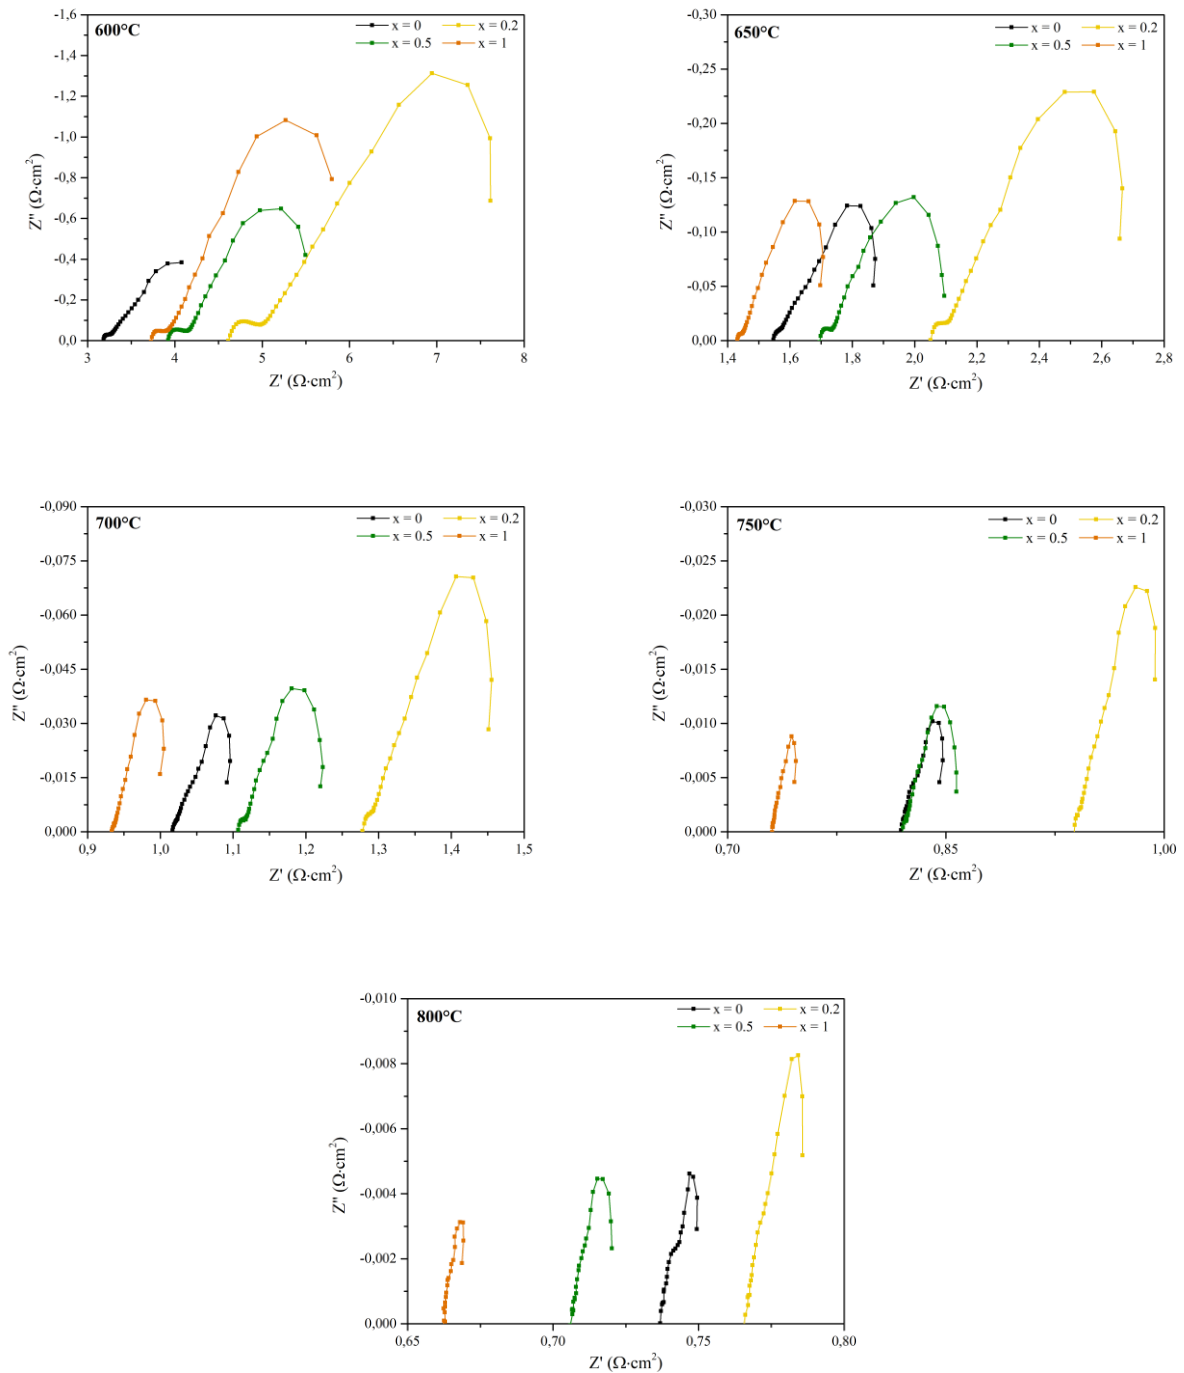 600°C
x = 0
x = 0.2
x = 0.5
x = 1
-1,6
-1,4
-1,2
-1,0
-0,8
-0,6
-0,4
-0,2
0,0
3
4
5
6
7
8
Z'' (Ω·cm²)
Z' (Ω·cm²)
650°C
x = 0
x = 0.2
x = 0.5
x = 1
-0,30
-0,25
-0,20
-0,15
-0,10
-0,05
0,00
1,4
1,6
1,8
2,0
2,2
2,4
2,6
2,8
Z'' (Ω·cm²)
Z' (Ω·cm²)
700°C
x = 0
x = 0.2
x = 0.5
x = 1
-0,090
-0,075
-0,060
-0,045
-0,030
-0,015
0,000
0,9
1,0
1,1
1,2
1,3
1,4
1,5
Z'' (Ω·cm²)
Z' (Ω·cm²)
750°C
x = 0
x = 0.2
x = 0.5
x = 1
-0,030
-0,025
-0,020
-0,015
-0,010
-0,005
0,000
0,70
0,85
1,00
Z'' (Ω·cm²)
Z' (Ω·cm²)
800°C
x = 0
x = 0.2
x = 0.5
x = 1
-0,010
-0,008
-0,006
-0,004
-0,002
0,000
0,65
0,70
0,75
0,80
Z'' (Ω·cm²)
Z' (Ω·cm²)